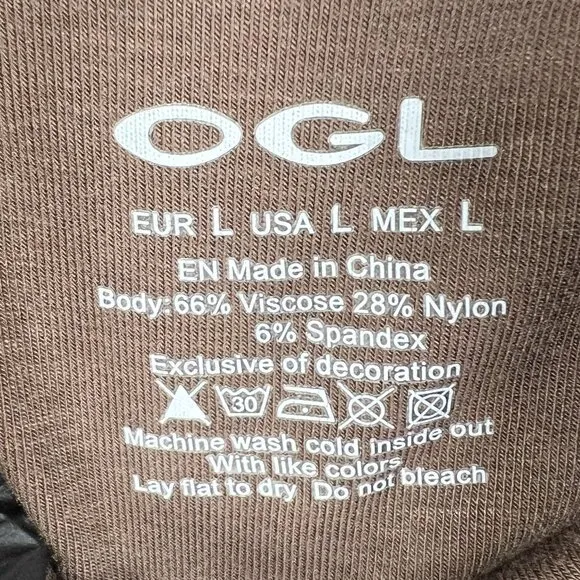 OGL
EUR L USA L MEX L
EN Made in China
Body:66% Viscose 28% Nylon
6% Spandex
Exclusive of decoration
30
Machine wash cold inside out
With like colors
Lay flat to dry Do not bleach